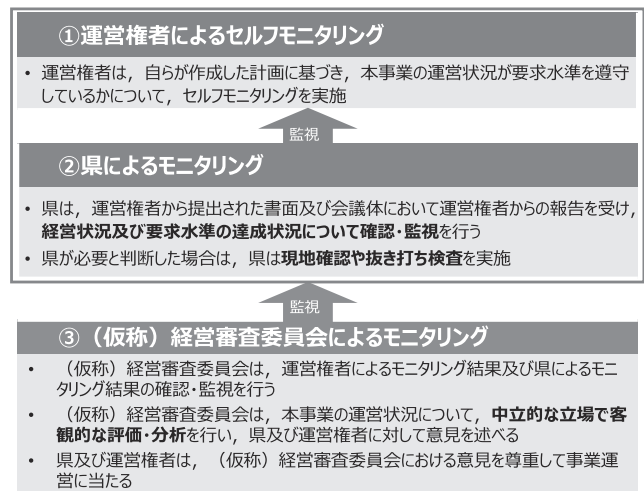 ①運営権者によるセルフモニタリング
• 運営権者は，自らが作成した計画に基づき，本事業の運営状況が要求水準を遵守
しているかについて，セルフモニタリングを実施
監視
②県によるモニタリング
• 県は，運営権者から提出された書面及び会議体において運営権者からの報告を受け，
経営状況及び要求水準の達成状況について確認・監視を行う
• 県が必要と判断した場合は，県は現地確認や抜き打ち検査を実施
監視
③（仮称）経営審査委員会によるモニタリング
• （仮称）経営審査委員会は，運営権者によるモニタリング結果及び県によるモニ
タリング結果の確認・監視を行う
• （仮称）経営審査委員会は，本事業の運営状況について，中立的な立場で客
観的な評価・分析を行い，県及び運営権者に対して意見を述べる
• 県及び運営権者は，（仮称）経営審査委員会における意見を尊重して事業運
営に当たる